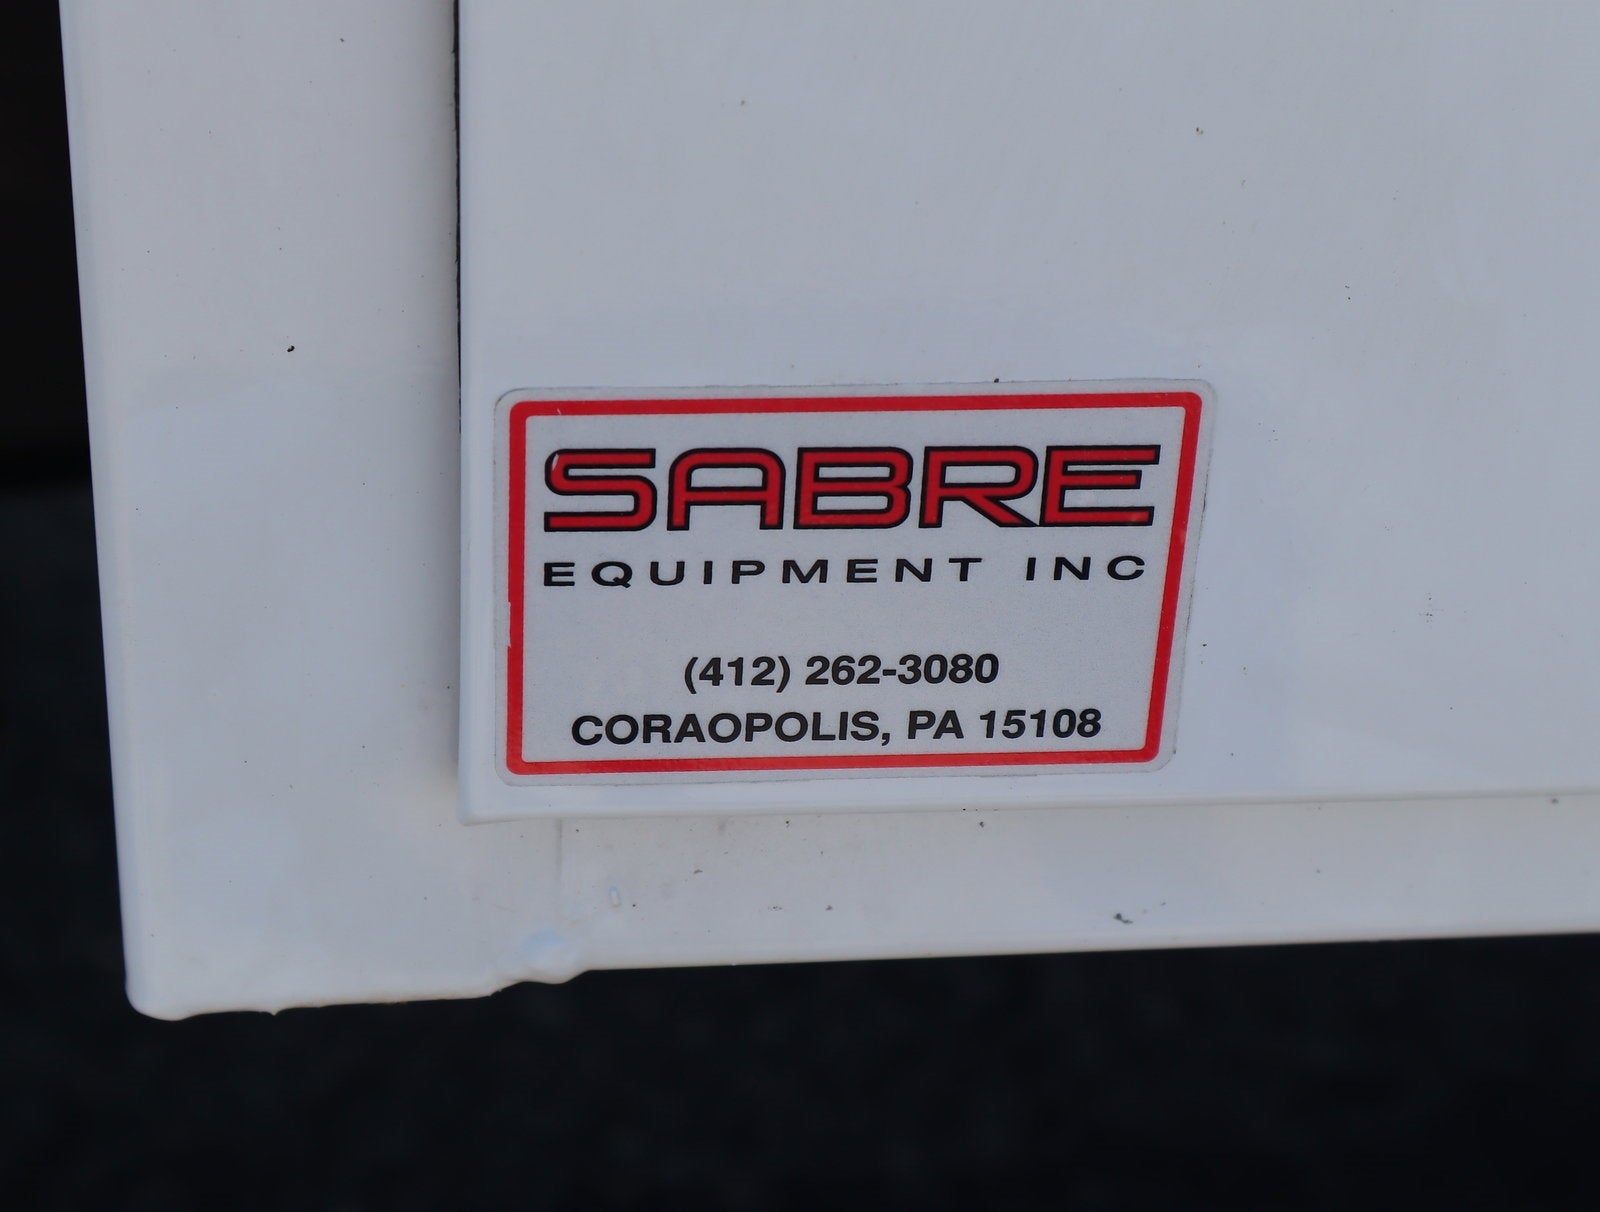 SABRE
EQUIPMENT INC
(412) 262-3080
CORAOPOLIS, PA 15108